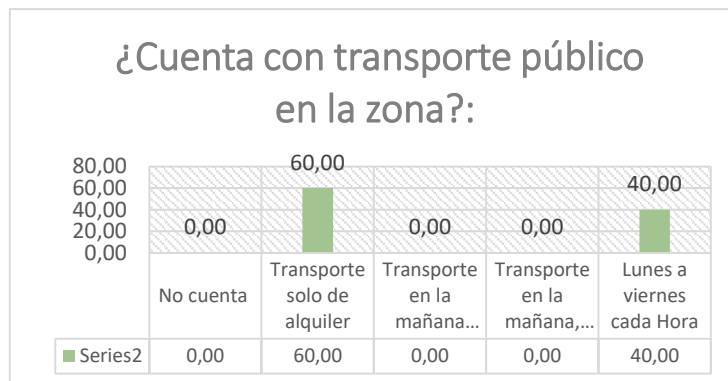 ¿Cuenta con transporte público
en la zona?:
80,00
60,00
40,00
20,00
0,00
0,00
60,00
0,00
0,00
40,00
No cuenta
Transporte
solo de
alquiler
Transporte
en la
mañana...
Transporte
en la
mañana,...
Lunes a
viernes
cada Hora
Series2 0,00 60,00 0,00 0,00 40,00